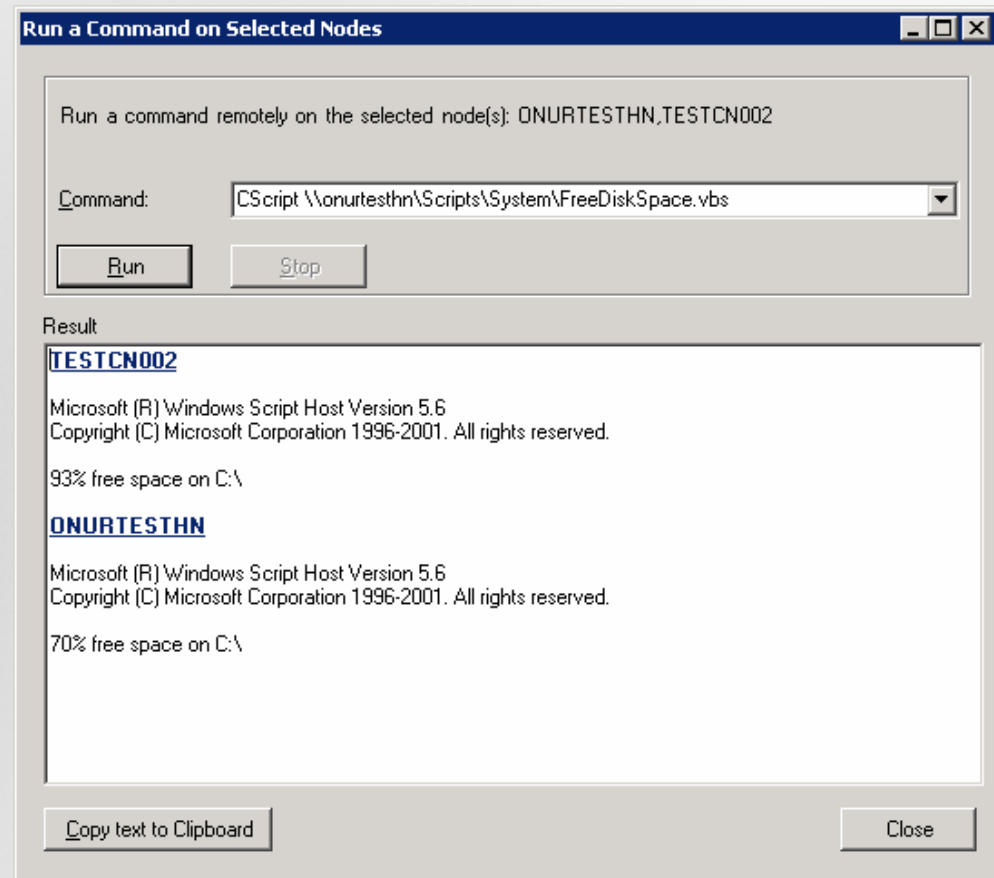 Run a Command on Selected Nodes
Run a command remotely on the selected node(s): ONURTESTHN,TESTCN002
Command: CScript \\onurtesthn\Scripts\System\FreeDiskSpace.vbs
Run Stop
Result
TESTCN002
Microsoft (R) Windows Script Host Version 5.6
Copyright (C) Microsoft Corporation 1996-2001. All rights reserved.
93% free space on C:\
ONURTESTHN
Microsoft (R) Windows Script Host Version 5.6
Copyright (C) Microsoft Corporation 1996-2001. All rights reserved.
70% free space on C:\
Copy text to Clipboard Close